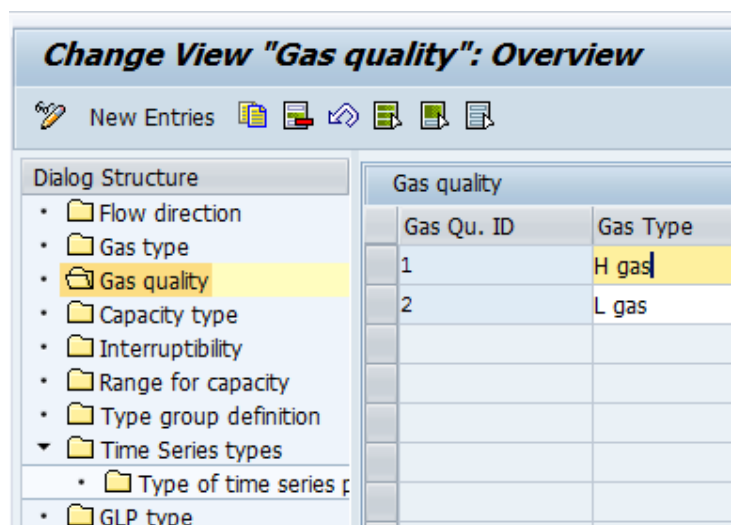 Change View "Gas quality": Overview
New Entries
Dialog Structure
Flow direction
Gas type
Gas quality
Capacity type
Interruptibility
Range for capacity
Type group definition
Time Series types
Type of time series p
GLP type
Gas quality
Gas Qu. ID Gas Type
1 H gas
2 L gas